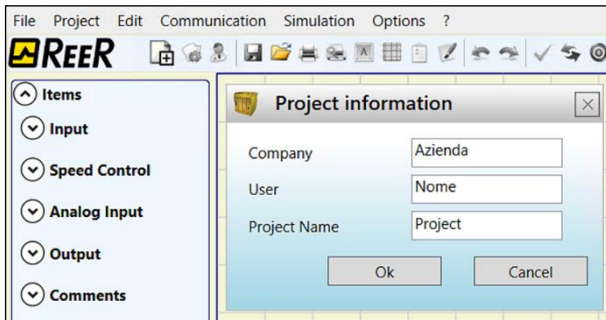 File Project Edit Communication Simulation Options ?
REER
Items
Input
Speed Control
Analog Input
Output
Comments
Project information
Company Azienda
User Nome
Project Name Project
Ok Cancel